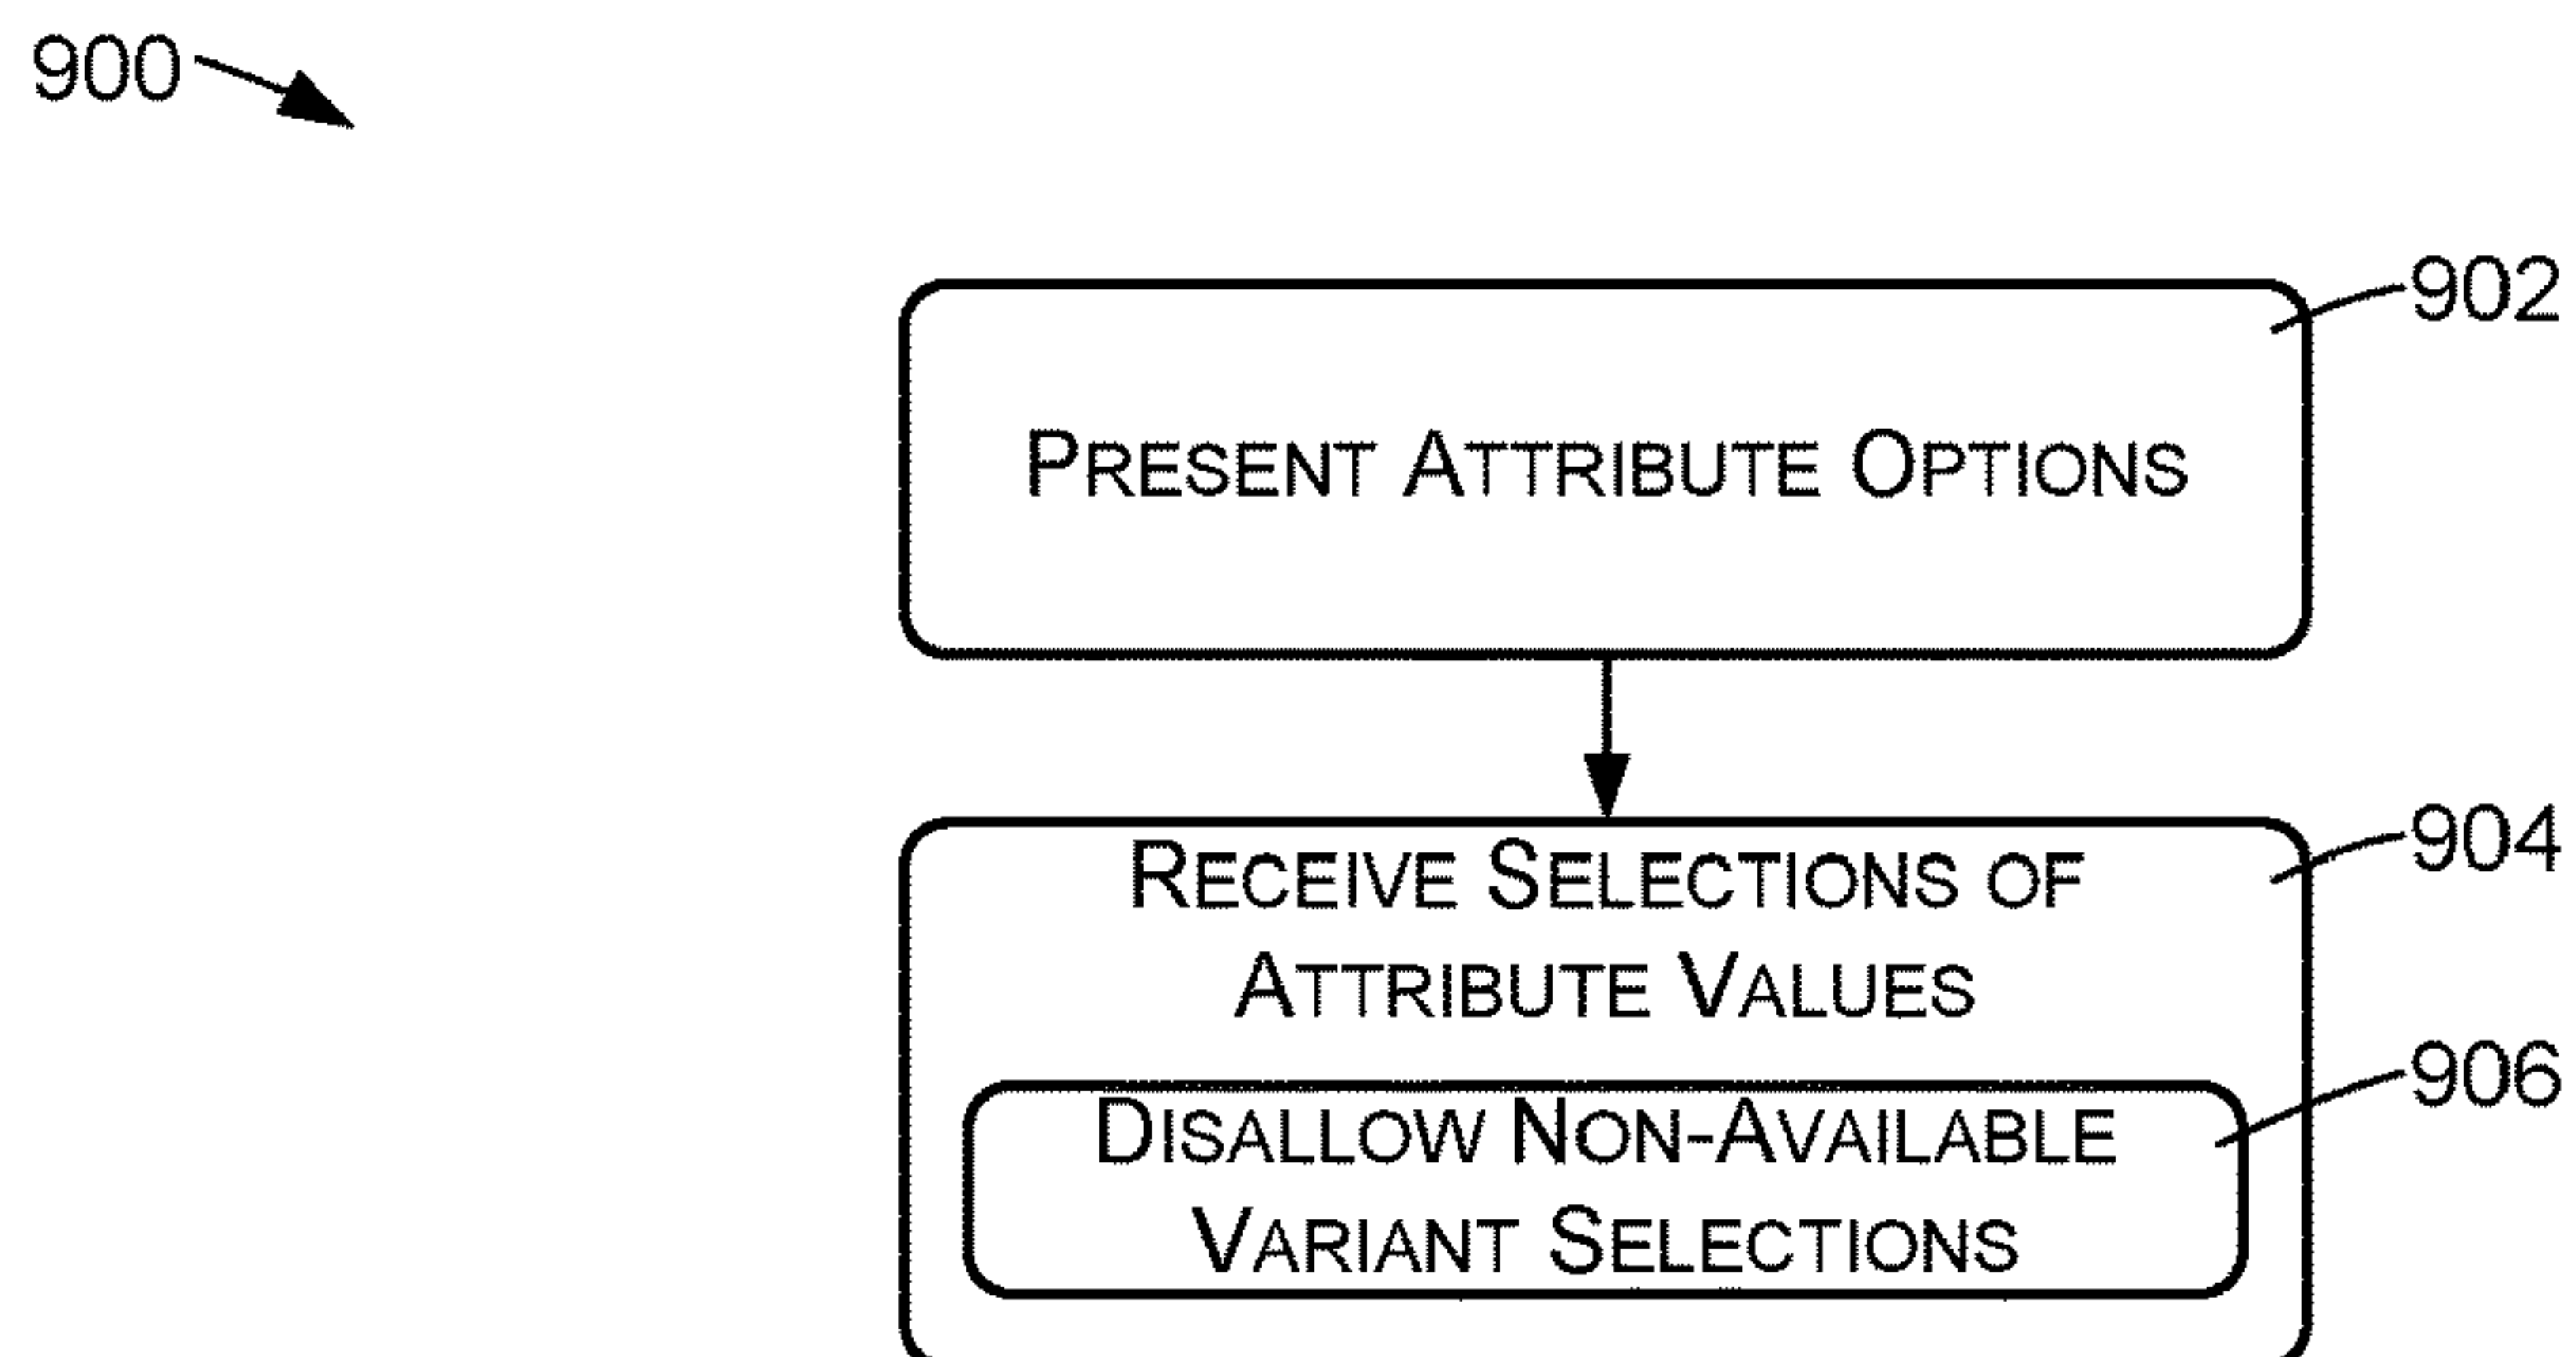 900
902
PRESENT ATTRIBUTE OPTIONS
904
RECEIVE SELECTIONS OF
ATTRIBUTE VALUES
906
DISALLOW NON-AVAILABLE
VARIANT SELECTIONS